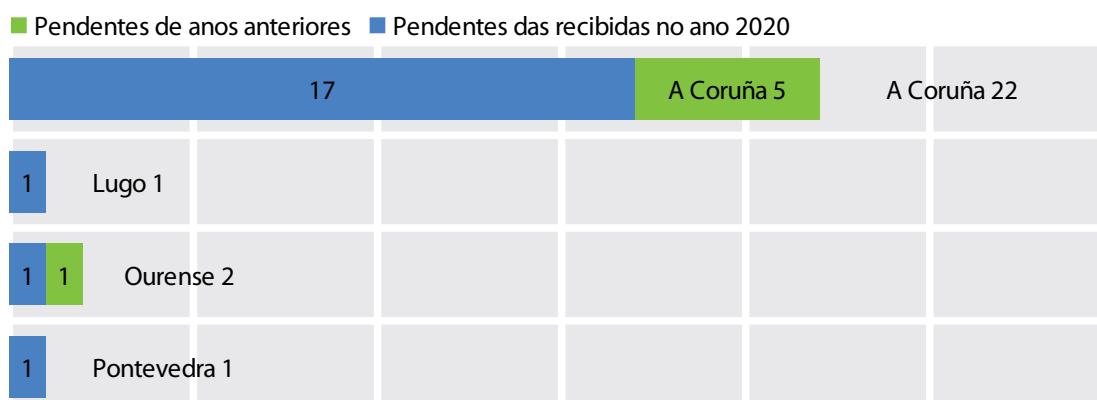 Pendentes de anos anteriores Pendentes das recibidas no ano 2020
17 A Coruña 5 A Coruña 22
1 Lugo 1
1 1 Ourense 2
1 Pontevedra 1